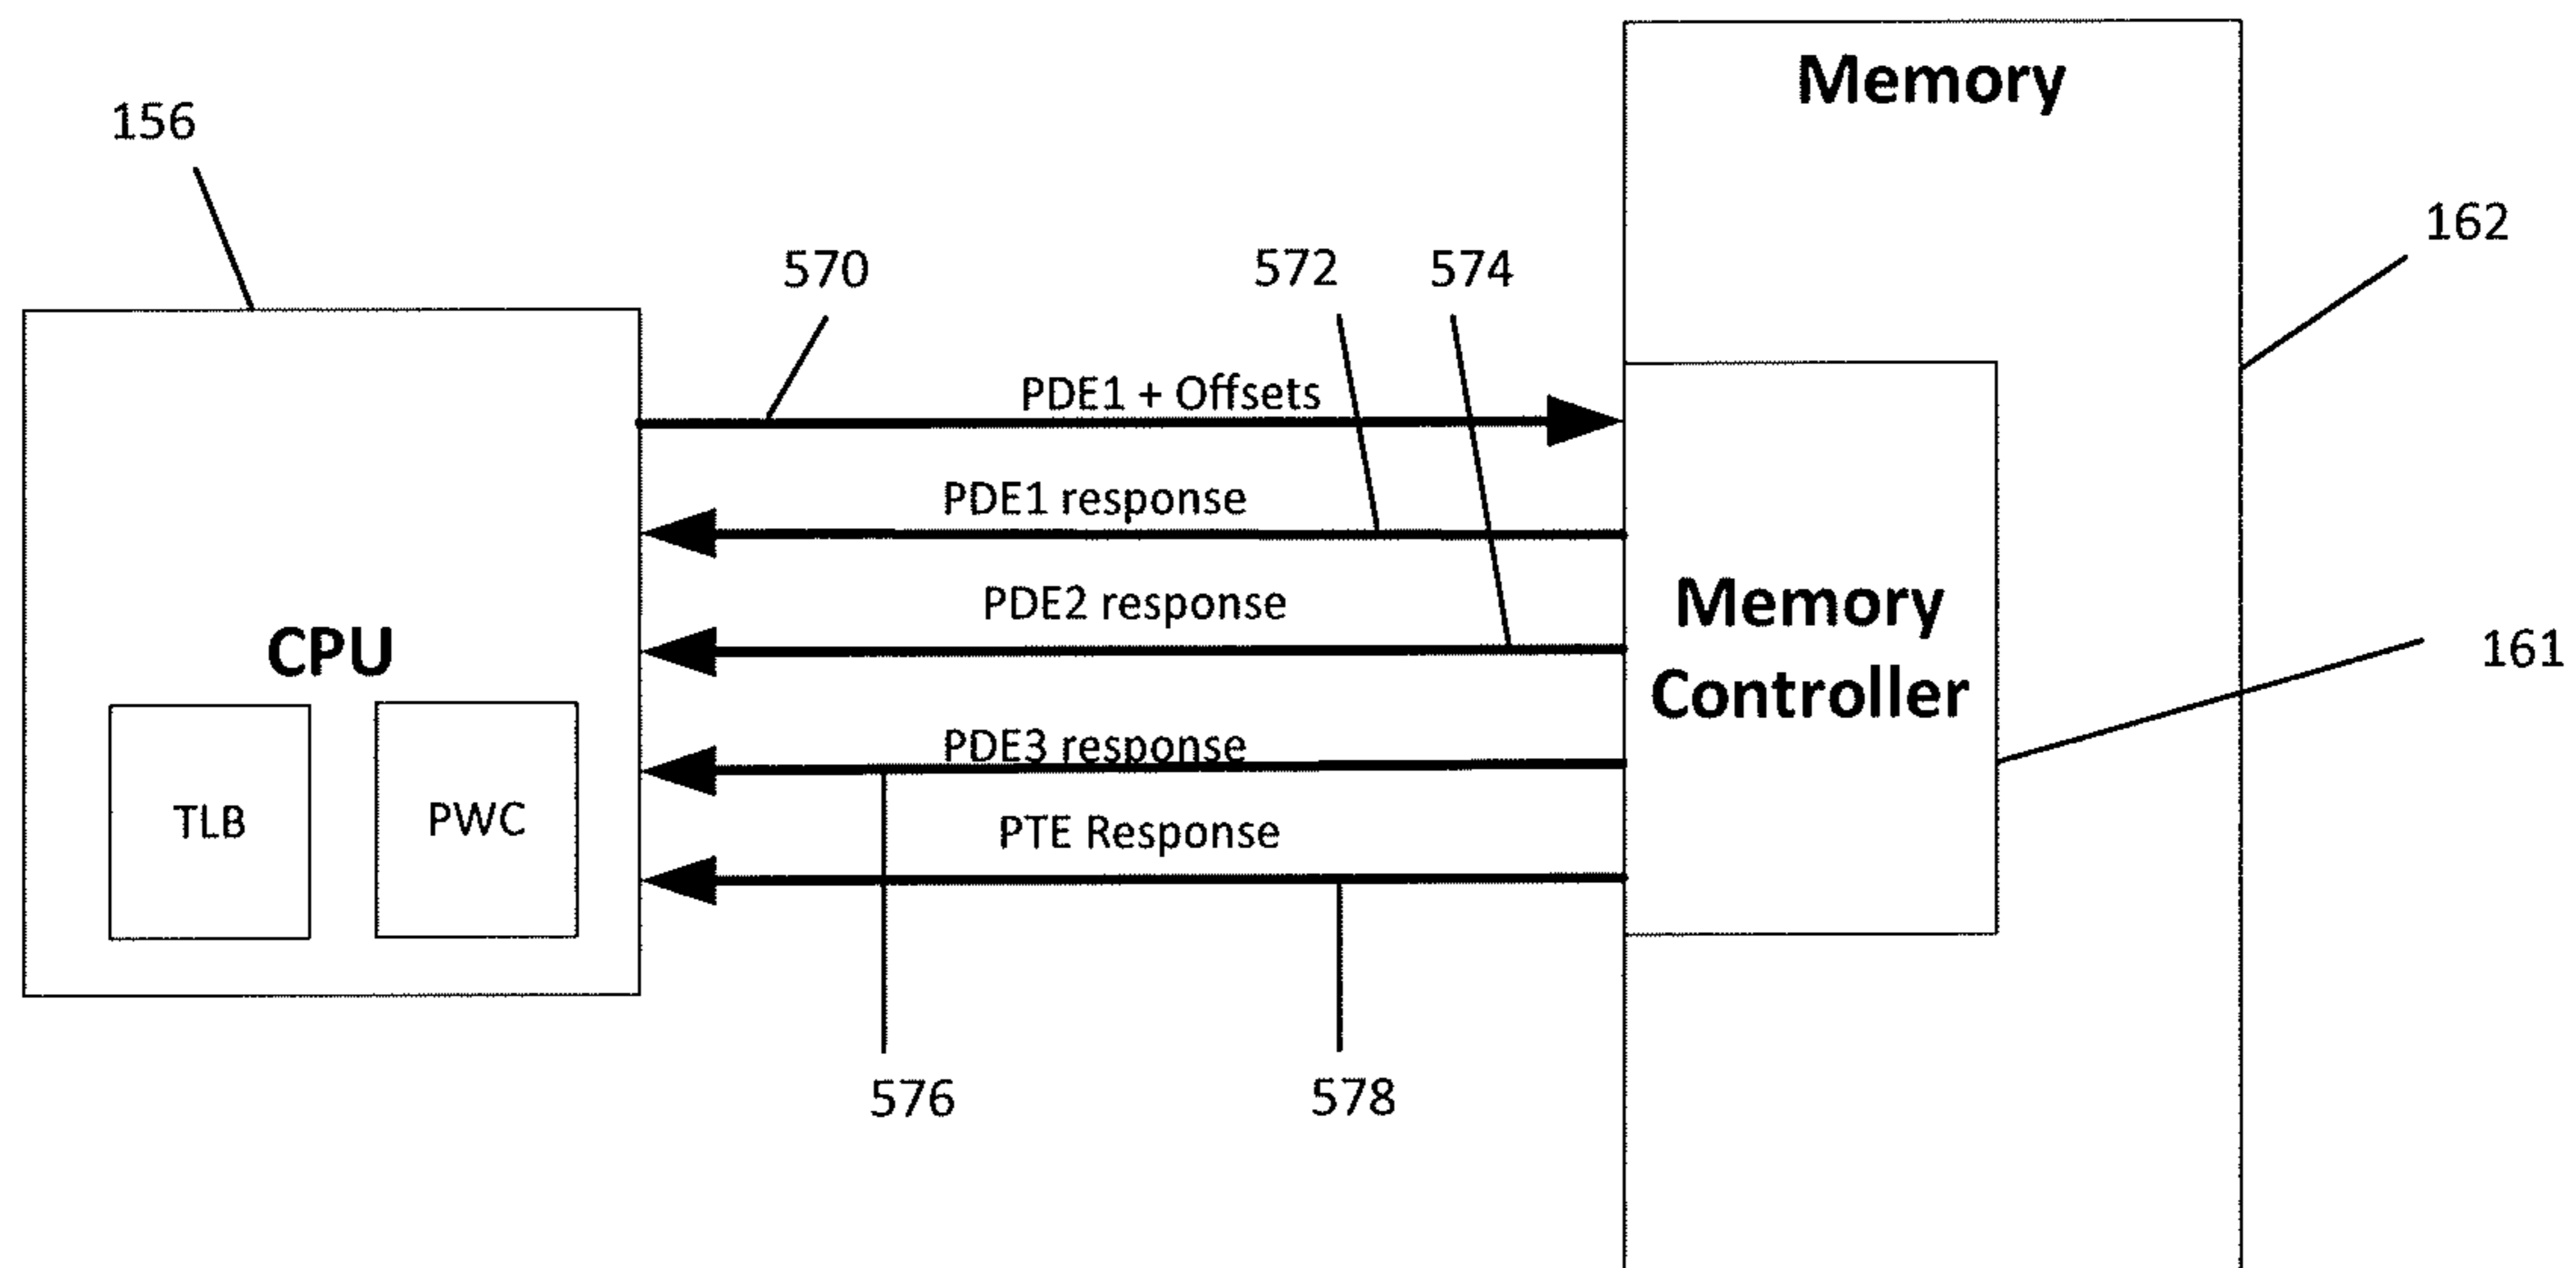 Memory
156
162
570
572
574
PDE1 + Offsets
PDE1 response
PDE2 response
Memory
Controller
CPU
161
PDE3 response
TLB
PWC
PTE Response
576
578